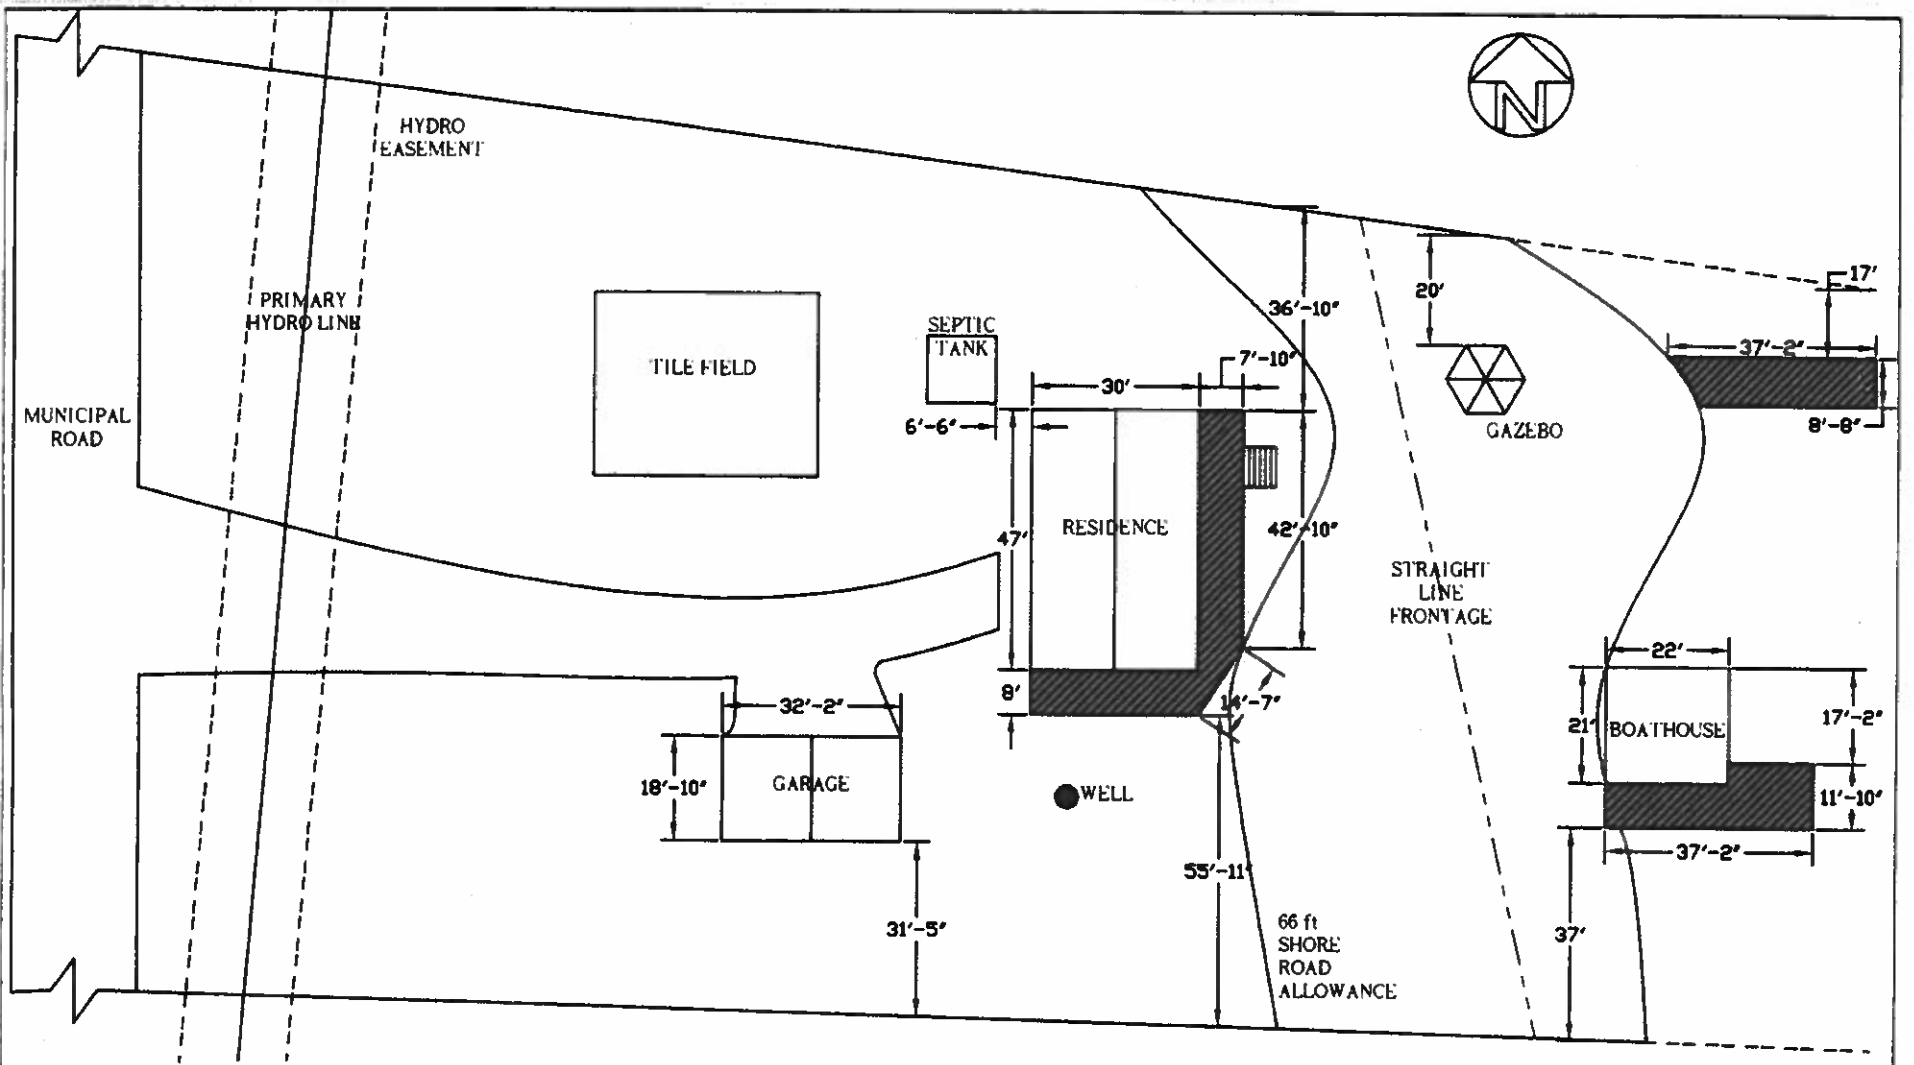 N
HYDRO
EASEMENT
PRIMARY
HYDRO LINE
MUNICIPAL
ROAD
TILE FIELD
SEPTIC
TANK
6'-6"
30'
7'-10"
36'-10"
20'
GAZEBO
17'
37'-2"
8'-8"
47'
RESIDENCE
42'-10"
STRAIGHT
LINE
FRONTAGE
8'
14'-7"
32'-2"
18'-10"
GARAGE
WELL
31'-5"
55'-11"
66 ft
SHORE
ROAD
ALLOWANCE
22'
21'
BOATHOUSE
17'-2"
11'-10"
37'-2"
37'